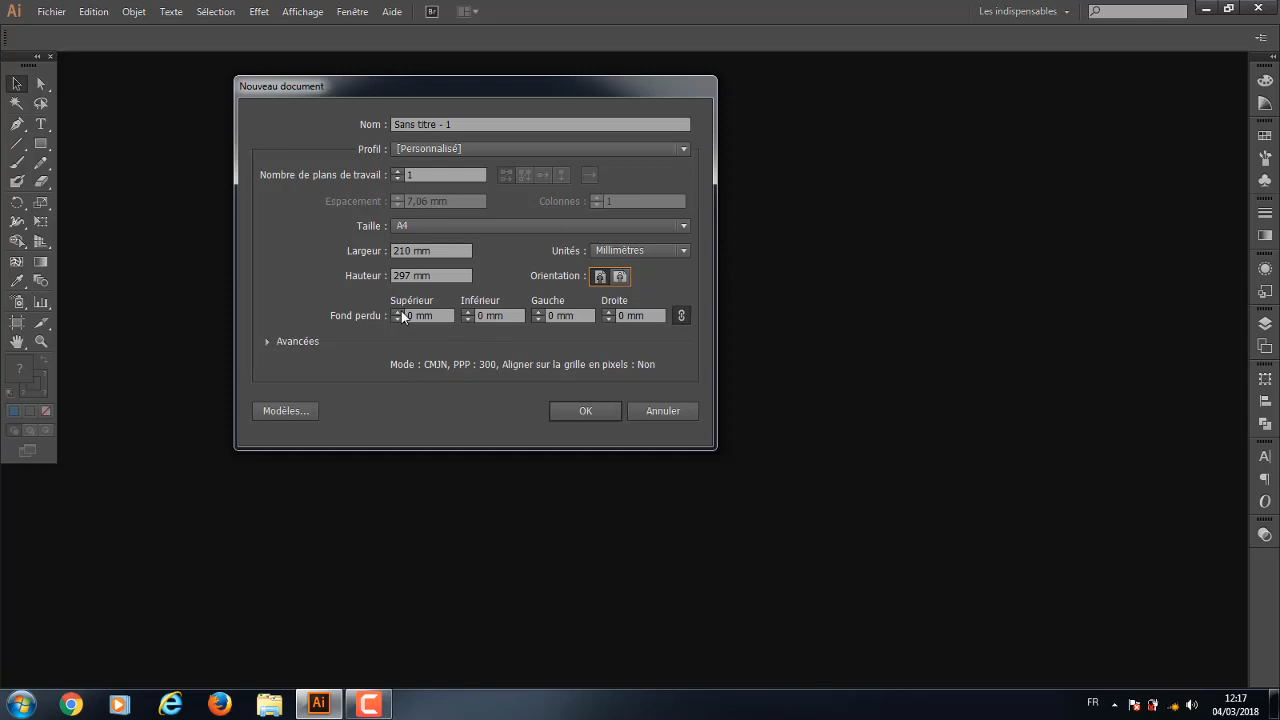 Ai Fichier Edition Objet Texte Sélection Effet Affichage Fenêtre Aide Br Les indispensables
Nouveau document
Nom : Sans titre - 1
Profil : [Personnalisé]
Nombre de plans de travail : 1
Espacement : 7,06 mm Colonnes : 1
Taille : A4
Largeur : 210 mm Unités : Millimètres
Hauteur : 297 mm Orientation :
Supérieur Inférieur Gauche Droite
Fond perdu : 0 mm 0 mm 0 mm 0 mm
Avancées
Mode : CMJN, PPP : 300, Aligner sur la grille en pixels : Non
Modèles... OK Annuler
Ai FR 12:17
04/03/2018